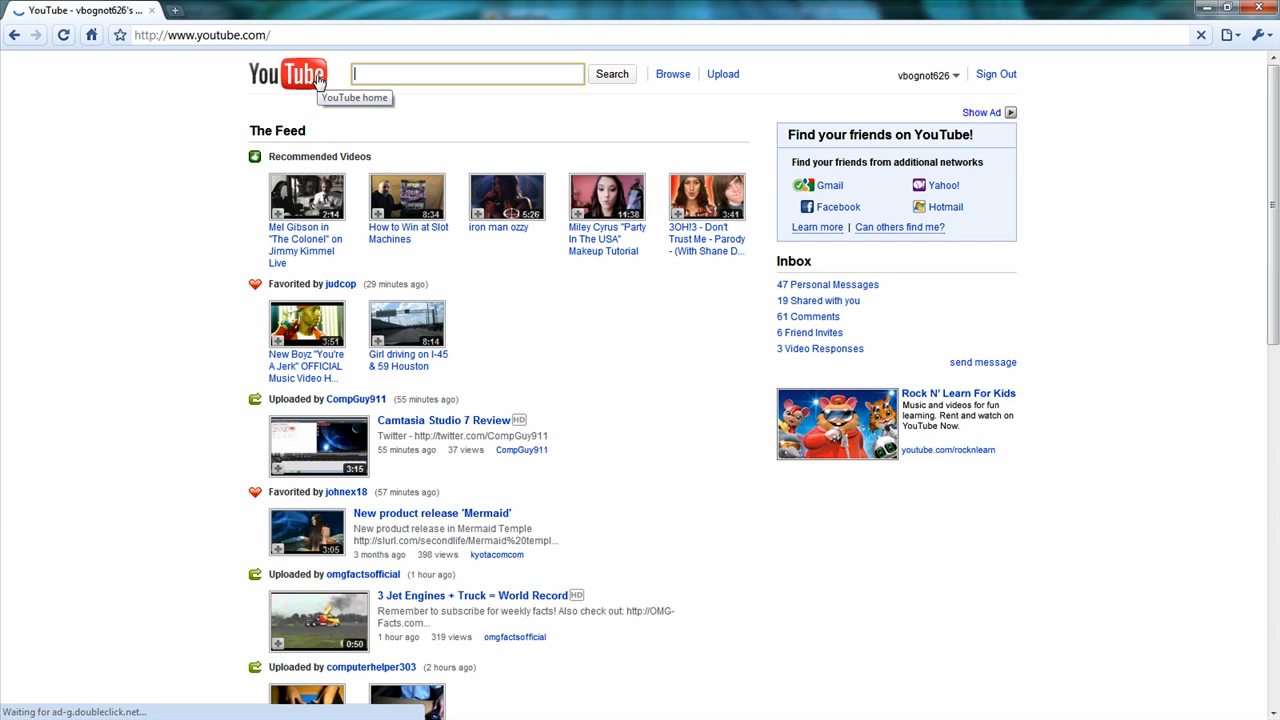 YouTube - vbognot626's ...
http://www.youtube.com/
You Tube
Search
Browse
Upload
vbognot626
Sign Out
YouTube home
Show Ad
The Feed
Recommended Videos
2:14
8:34
5:26
11:38
3:41
Mel Gibson in
"The Colonel" on
Jimmy Kimmel
Live
How to Win at Slot
Machines
iron man ozzy
Miley Cyrus "Party
In The USA"
Makeup Tutorial
3OH!3 - Don't
Trust Me - Parody
- (With Shane D...
Favorited by judcop (29 minutes ago)
3:51
8:14
New Boyz "You're
A Jerk" OFFICIAL
Music Video H...
Girl driving on I-45
& 59 Houston
Uploaded by CompGuy911 (55 minutes ago)
3:15
Camtasia Studio 7 Review HD
Twitter - http://twitter.com/CompGuy911
55 minutes ago 37 views CompGuy911
Favorited by johnex18 (57 minutes ago)
3:05
New product release 'Mermaid'
New product release in Mermaid Temple
http://slurl.com/secondlife/Mermaid%20templ...
3 months ago 398 views kyotacomcom
Uploaded by omgfactsofficial (1 hour ago)
0:50
3 Jet Engines + Truck = World Record HD
Remember to subscribe for weekly facts! Also check out: http://OMG-
Facts.com...
1 hour ago 319 views omgfactsofficial
Uploaded by computerhelper303 (2 hours ago)
Find your friends on YouTube!
Find your friends from additional networks
Gmail
Yahoo!
Facebook
Hotmail
Learn more | Can others find me?
Inbox
47 Personal Messages
19 Shared with you
61 Comments
6 Friend Invites
3 Video Responses
send message
Rock N' Learn For Kids
Music and videos for fun
learning. Rent and watch on
YouTube Now.
youtube.com/rocknlearn
Waiting for ad-g.doubleclick.net...